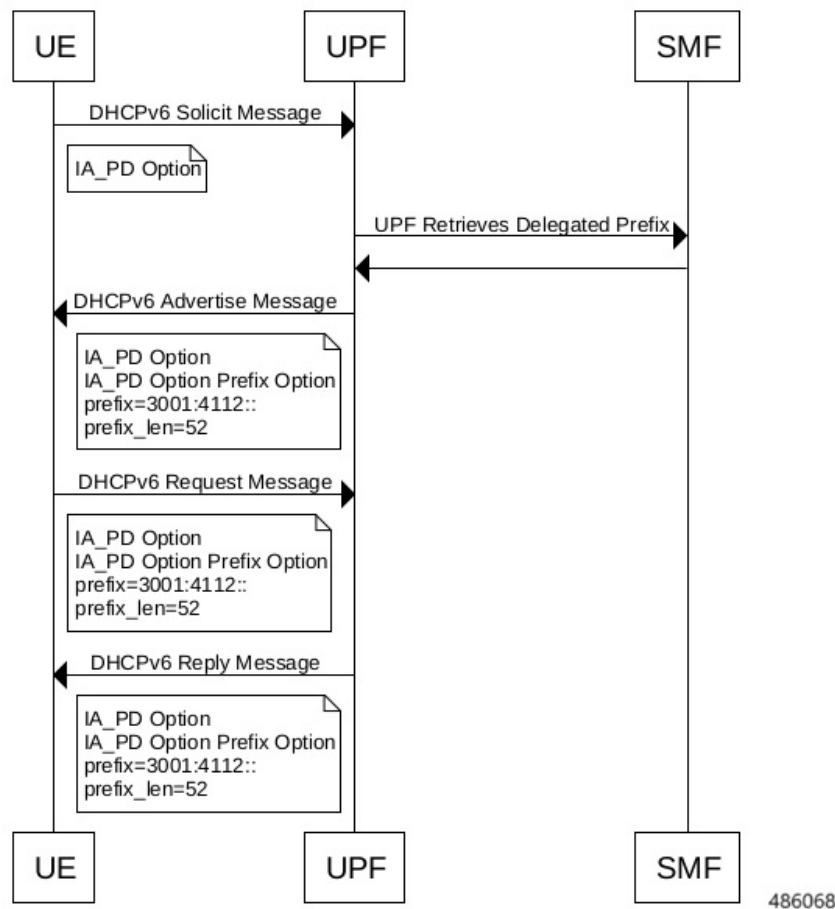 UE UPF SMF
DHCPv6 Solicit Message
IA_PD Option
UPF Retrieves Delegated Prefix
DHCPv6 Advertise Message
IA_PD Option
IA_PD Option Prefix Option
prefix=3001:4112::
prefix_len=52
DHCPv6 Request Message
IA_PD Option
IA_PD Option Prefix Option
prefix=3001:4112::
prefix_len=52
DHCPv6 Reply Message
IA_PD Option
IA_PD Option Prefix Option
prefix=3001:4112::
prefix_len=52
UE UPF SMF
486068